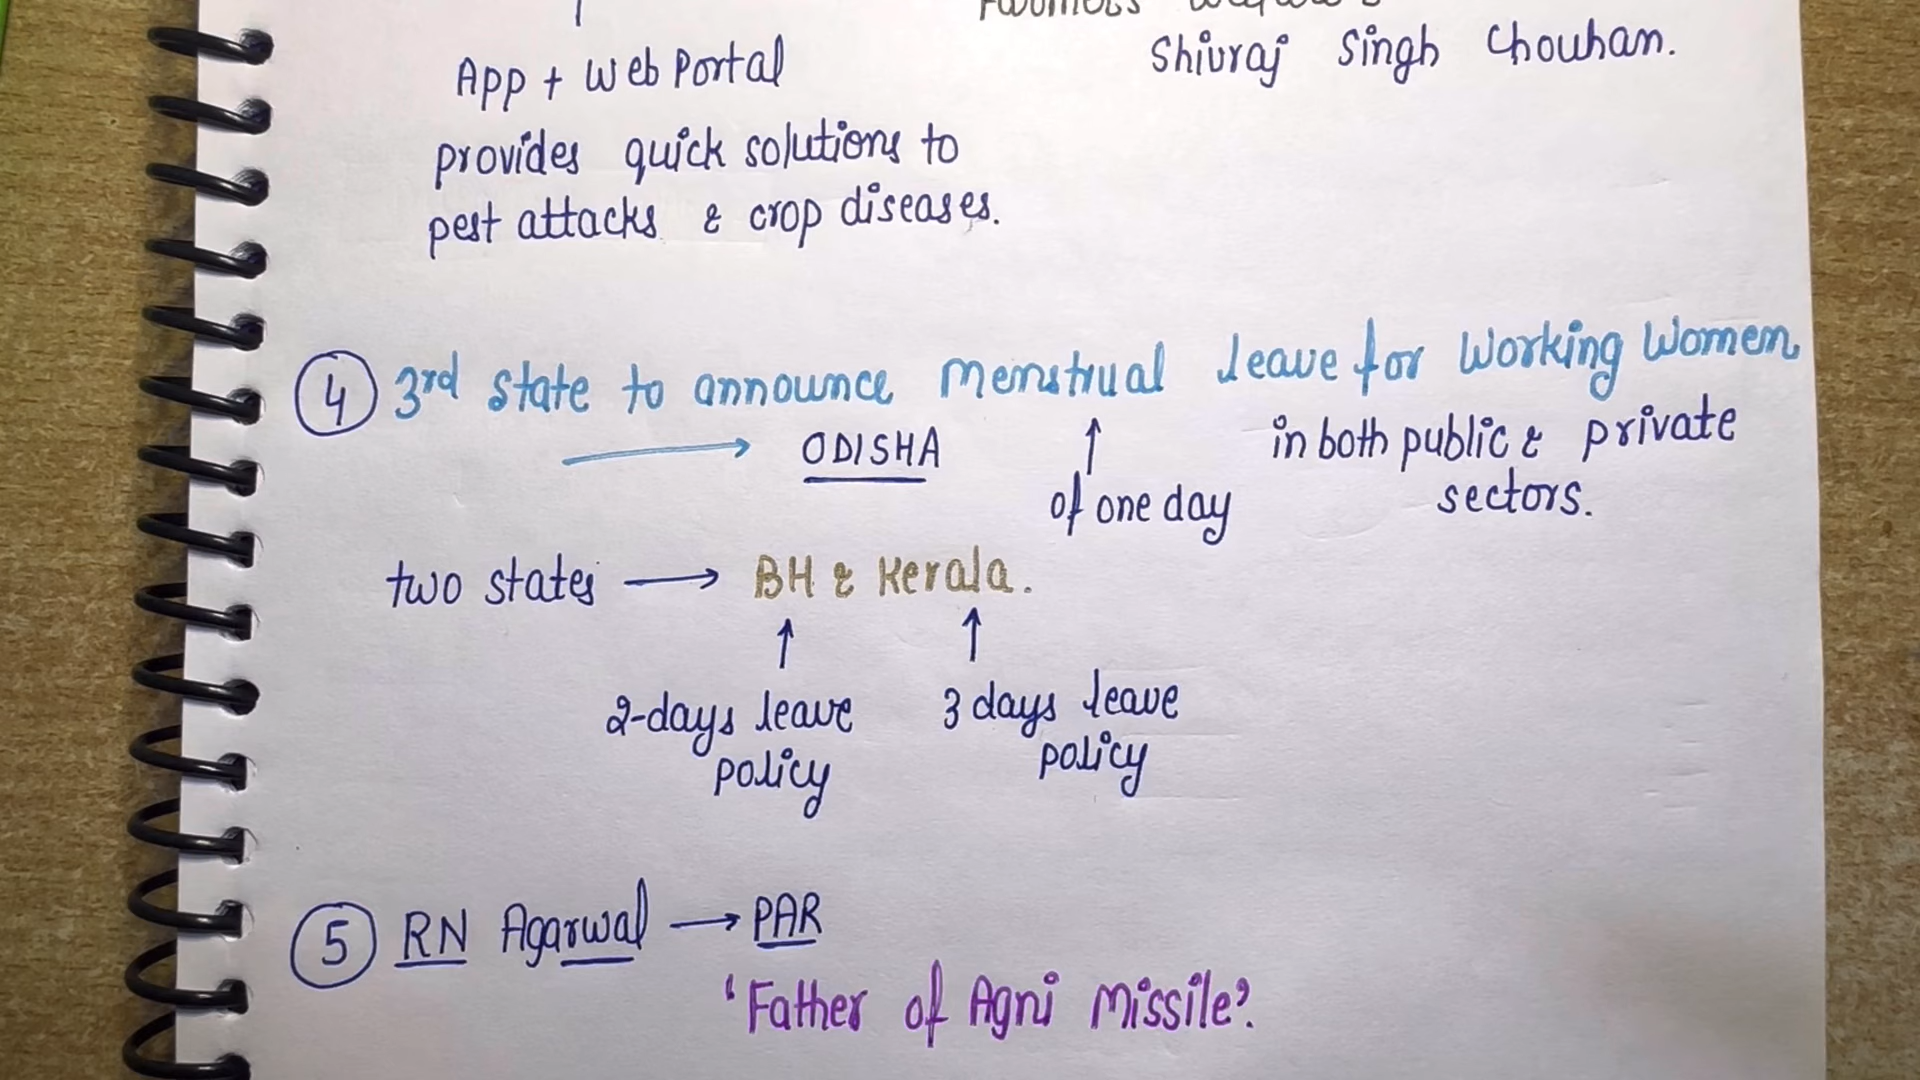 App + Web Portal
Shivraj Singh Chouhan.
provides quick solutions to
pest attacks & crop diseases.
4 3rd state to announce Menstrual leave for Working Women
ODISHA
in both public & private
of one day
sectors.
two states → BH & Kerala.
2-days leave
3 days leave
policy
policy
5 RN Agarwal → PAR
'Father of Agni Missile'.